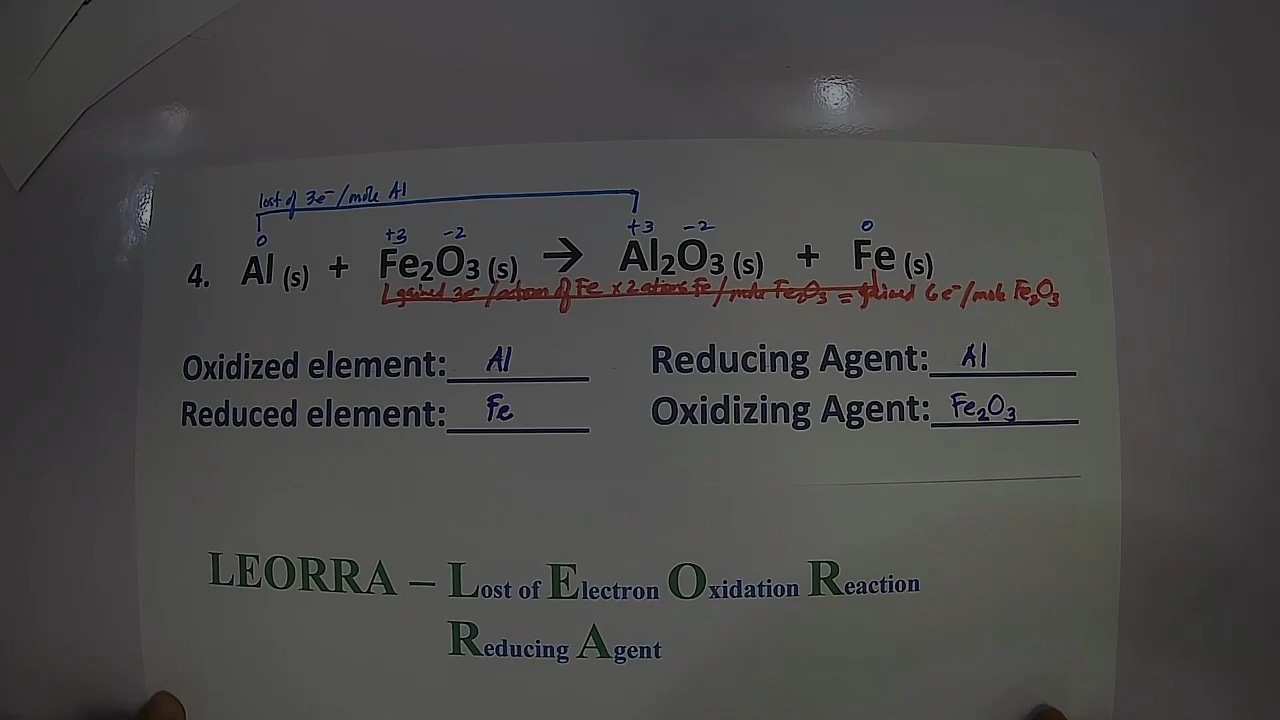 lost of 3e⁻/mole Al
0 +3 -2 +3 -2 0
4. Al (s) + Fe₂O₃ (s) → Al₂O₃ (s) + Fe (s)
gained 3e⁻/atom of Fe x 2 atoms Fe/mole Fe₂O₃ = gained 6e⁻/mole Fe₂O₃
Oxidized element: Al Reducing Agent: Al
Reduced element: Fe Oxidizing Agent: Fe₂O₃
LEORRA – Lost of Electron Oxidation Reaction
Reducing Agent